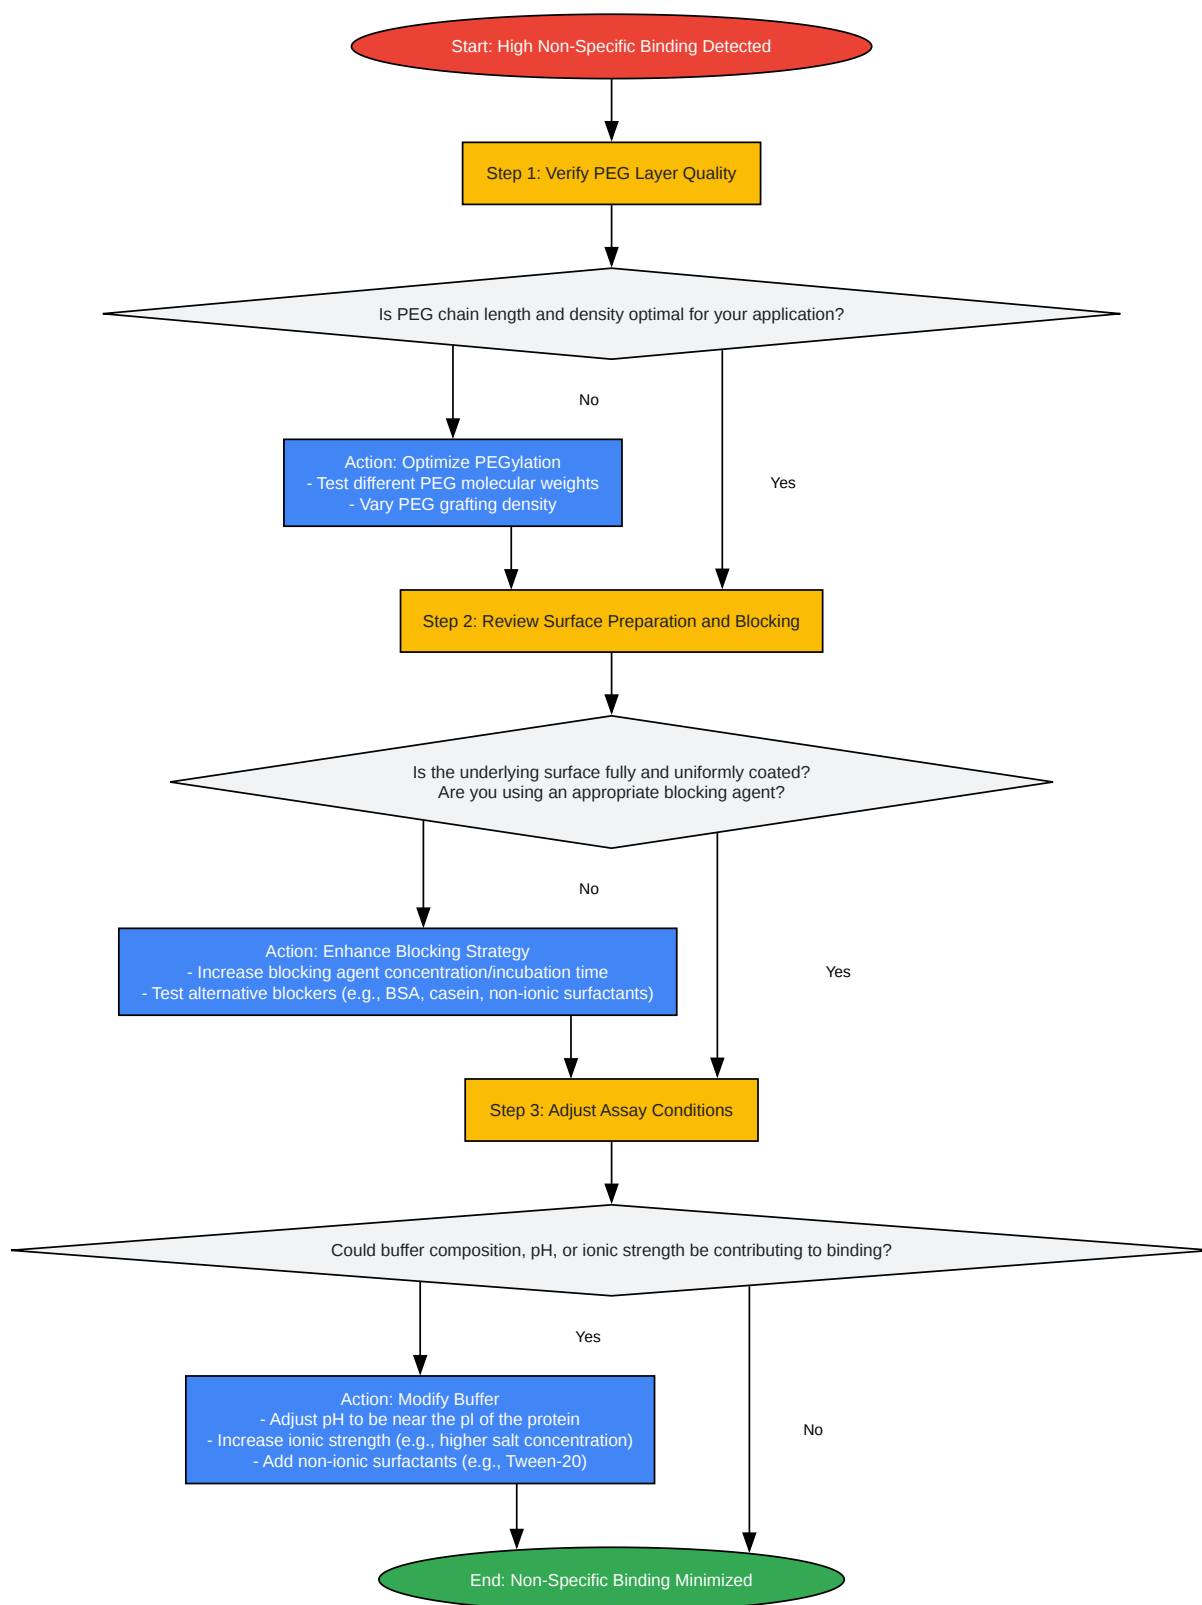 Start: High Non-Specific Binding Detected
Step 1: Verify PEG Layer Quality
Is PEG chain length and density optimal for your application?
No
Action: Optimize PEGylation
- Test different PEG molecular weights
- Vary PEG grafting density
Yes
Step 2: Review Surface Preparation and Blocking
Is the underlying surface fully and uniformly coated?
Are you using an appropriate blocking agent?
No
Action: Enhance Blocking Strategy
- Increase blocking agent concentration/incubation time
- Test alternative blockers (e.g., BSA, casein, non-ionic surfactants)
Yes
Step 3: Adjust Assay Conditions
Could buffer composition, pH, or ionic strength be contributing to binding?
Yes
Action: Modify Buffer
- Adjust pH to be near the pI of the protein
- Increase ionic strength (e.g., higher salt concentration)
- Add non-ionic surfactants (e.g., Tween-20)
No
End: Non-Specific Binding Minimized